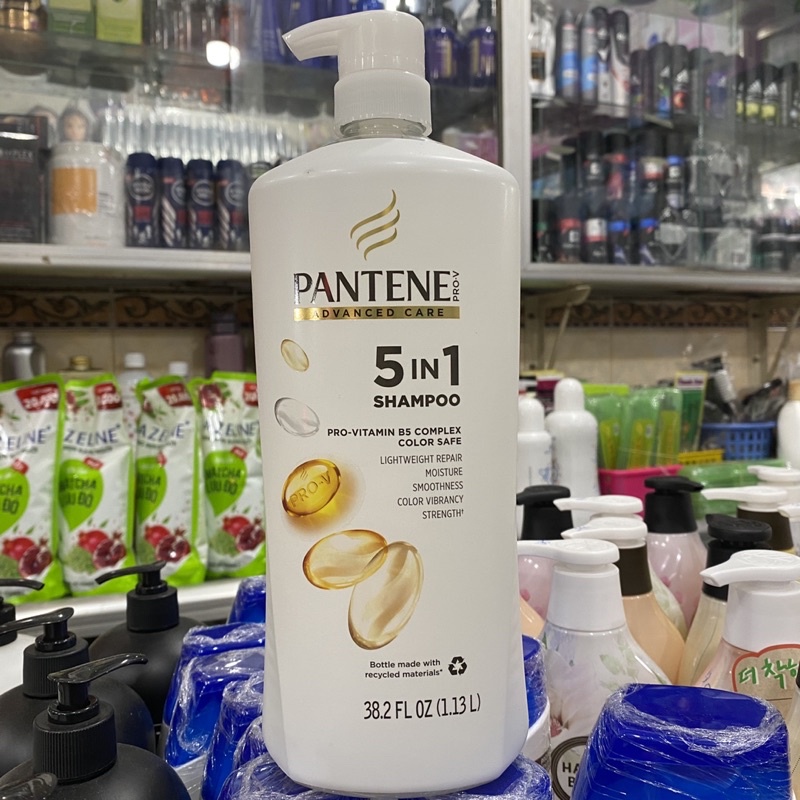 PANTENE
PRO-V
ADVANCED CARE
5 IN 1
SHAMPOO
PRO-VITAMIN B5 COMPLEX
COLOR SAFE
LIGHTWEIGHT REPAIR
MOISTURE
SMOOTHNESS
COLOR VIBRANCY
STRENGTH†
PRO-V
Bottle made with
recycled materials*
38.2 FL OZ (1.13 L)
HAZELINE
MATCHA